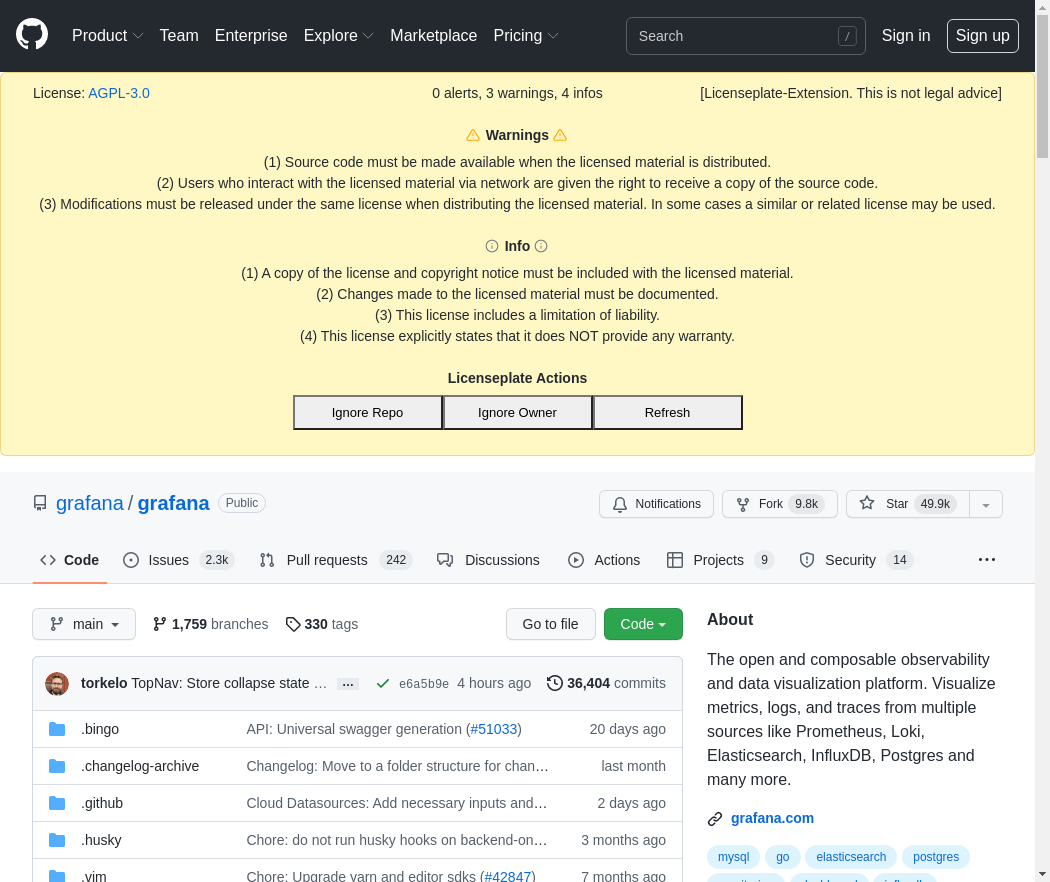 Product Team Enterprise Explore Marketplace Pricing Search / Sign in Sign up
License: AGPL-3.0 0 alerts, 3 warnings, 4 infos [Licenseplate-Extension. This is not legal advice]
Warnings
(1) Source code must be made available when the licensed material is distributed.
(2) Users who interact with the licensed material via network are given the right to receive a copy of the source code.
(3) Modifications must be released under the same license when distributing the licensed material. In some cases a similar or related license may be used.
Info
(1) A copy of the license and copyright notice must be included with the licensed material.
(2) Changes made to the licensed material must be documented.
(3) This license includes a limitation of liability.
(4) This license explicitly states that it does NOT provide any warranty.
Licenseplate Actions
Ignore Repo Ignore Owner Refresh
grafana / grafana Public Notifications Fork 9.8k Star 49.9k
Code Issues 2.3k Pull requests 242 Discussions Actions Projects 9 Security 14
main 1,759 branches 330 tags Go to file Code
torkelo TopNav: Store collapse state … … e6a5b9e 4 hours ago 36,404 commits
.bingo API: Universal swagger generation (#51033) 20 days ago
.changelog-archive Changelog: Move to a folder structure for chan… last month
.github Cloud Datasources: Add necessary inputs and… 2 days ago
.husky Chore: do not run husky hooks on backend-on… 3 months ago
.vim Chore: Upgrade yarn and editor sdks (#42847) 7 months ago
About
The open and composable observability
and data visualization platform. Visualize
metrics, logs, and traces from multiple
sources like Prometheus, Loki,
Elasticsearch, InfluxDB, Postgres and
many more.
grafana.com
mysql go elasticsearch postgres